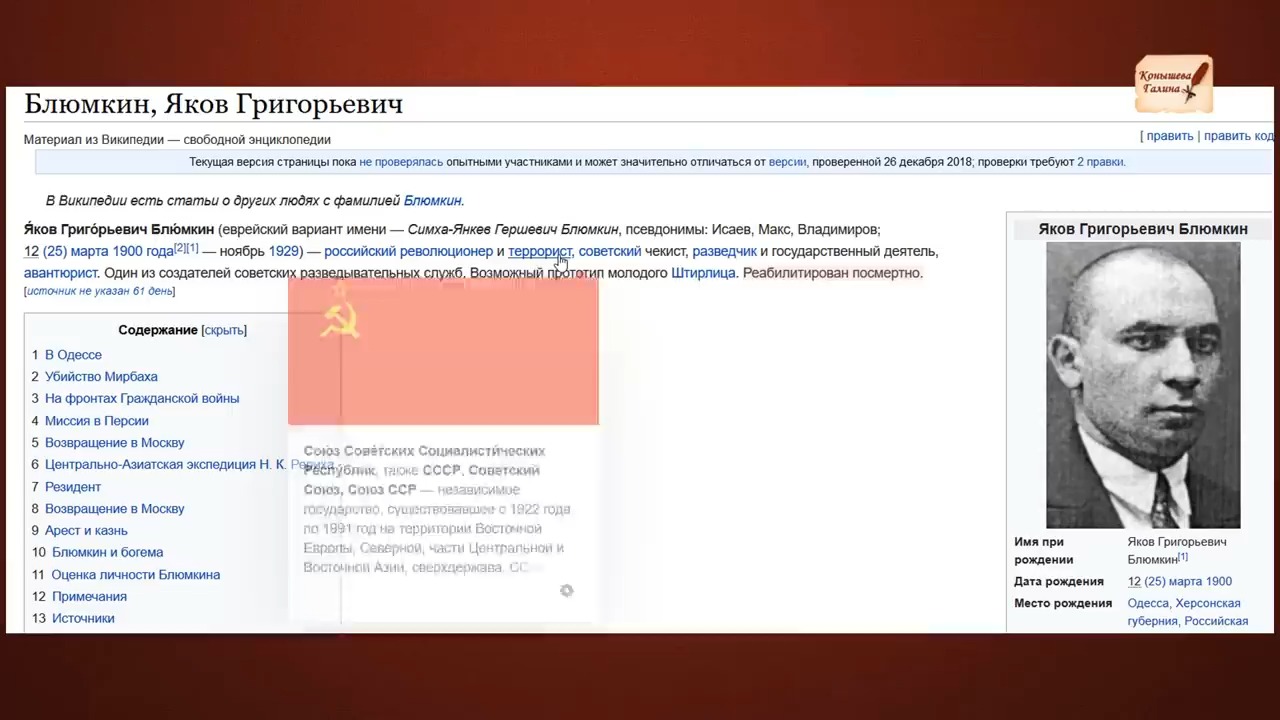 Конышева
Галина
Блюмкин, Яков Григорьевич
Материал из Википедии — свободной энциклопедии
[ править | править код
Текущая версия страницы пока не проверялась опытными участниками и может значительно отличаться от версии, проверенной 26 декабря 2018; проверки требуют 2 правки.
В Википедии есть статьи о других людях с фамилией Блюмкин.
Я́ков Григо́рьевич Блю́мкин (еврейский вариант имени — Симха-Янкев Гершевич Блюмкин, псевдонимы: Исаев, Макс, Владимиров;
12 (25) марта 1900 года[2][1] — ноябрь 1929) — российский революционер и террорист, советский чекист, разведчик и государственный деятель,
авантюрист. Один из создателей советских разведывательных служб. Возможный прототип молодого Штирлица. Реабилитирован посмертно.
[источник не указан 61 день]
Содержание [скрыть]
1 В Одессе
2 Убийство Мирбаха
3 На фронтах Гражданской войны
4 Миссия в Персии
5 Возвращение в Москву
6 Центрально-Азиатская экспедиция Н. К. Рериха
7 Резидент
8 Возвращение в Москву
9 Арест и казнь
10 Блюмкин и богема
11 Оценка личности Блюмкина
12 Примечания
13 Источники
Сою́з Сове́тских Социалисти́ческих
Респу́блик, также СССР, Советский
Союз, Союз ССР — независимое
государство, существовавшее с 1922 года
по 1991 год на территории Восточной
Европы, Северной, части Центральной и
Восточной Азии, сверхдержава. СС
Яков Григорьевич Блюмкин
Имя при рождении Яков Григорьевич Блюмкин[1]
Дата рождения 12 (25) марта 1900
Место рождения Одесса, Херсонская
губерния, Российская